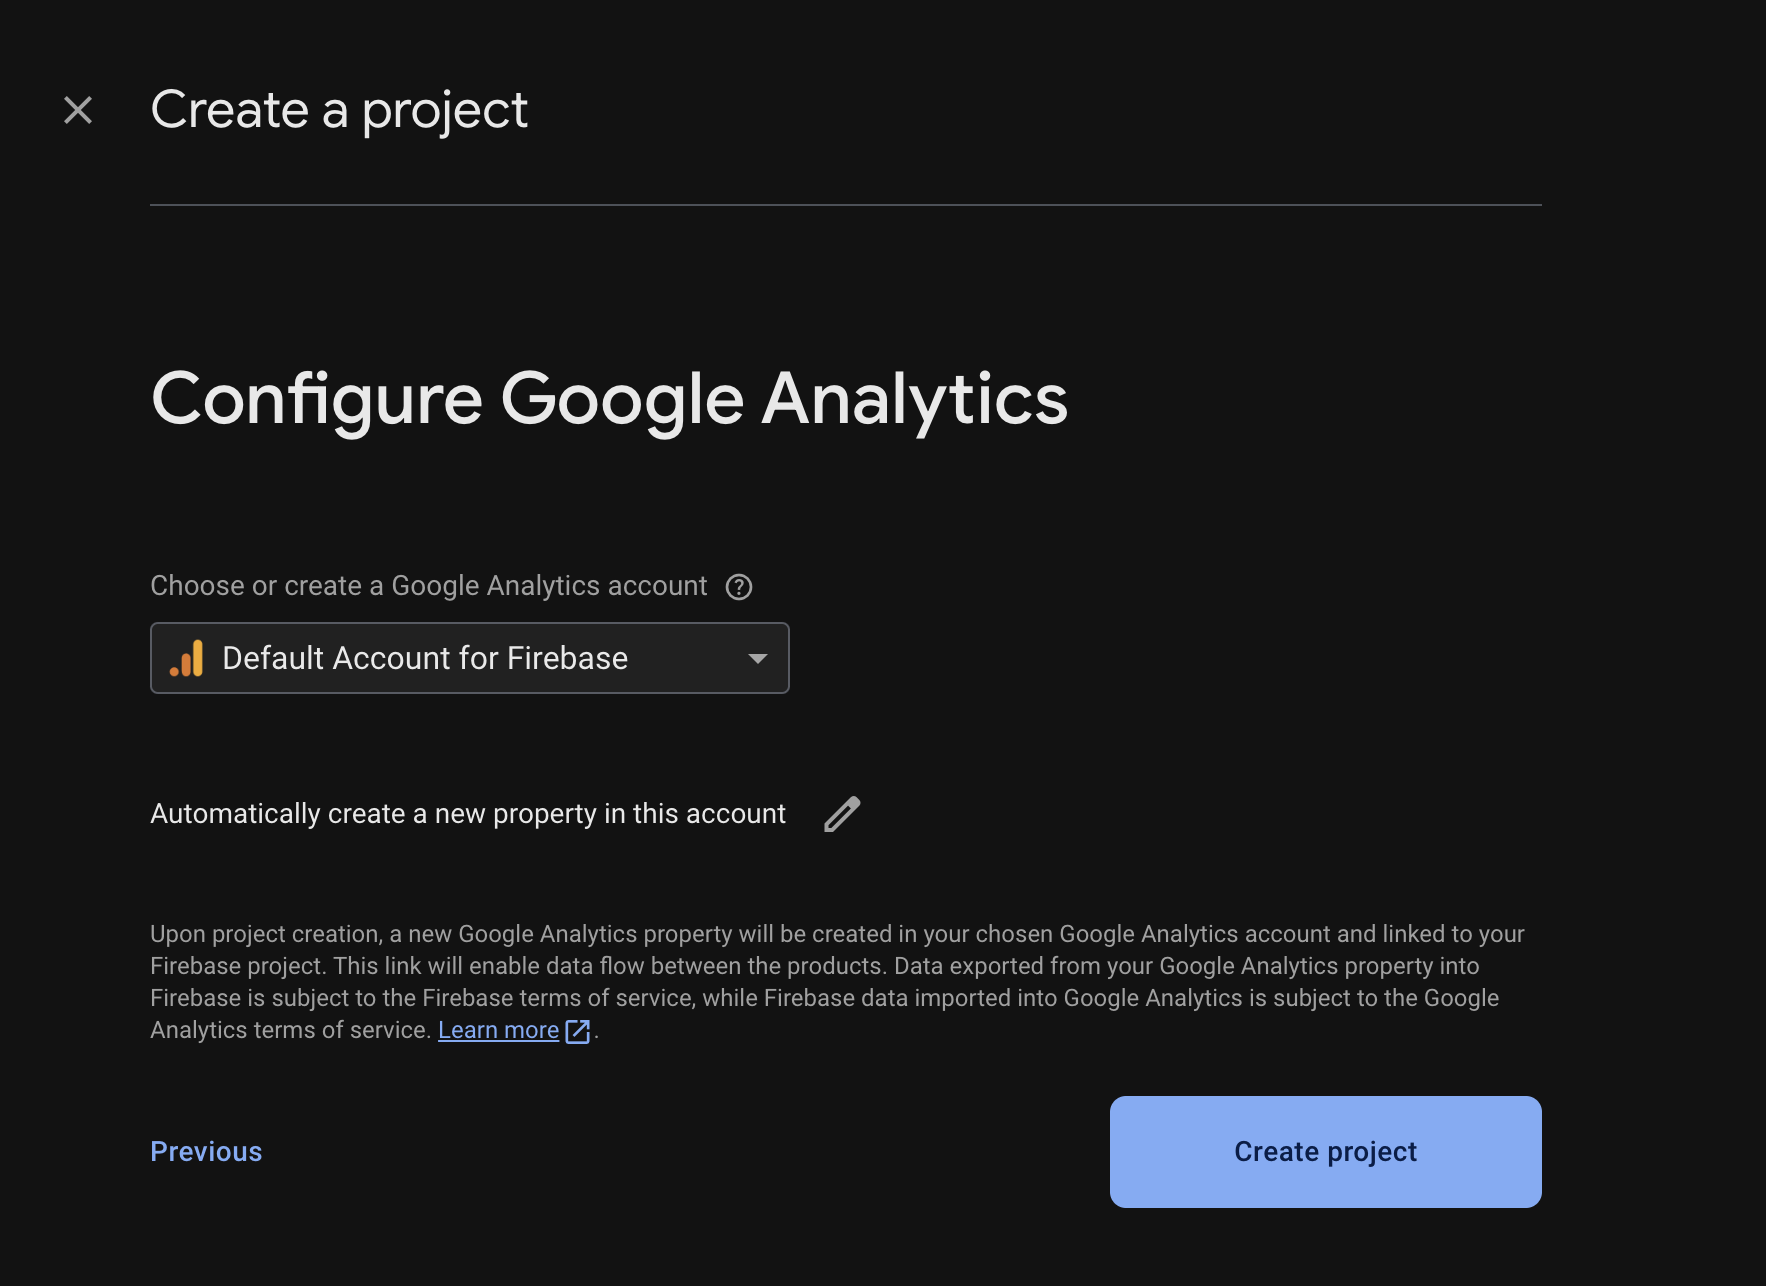 Create a project
Configure Google Analytics
Choose or create a Google Analytics account
Default Account for Firebase
Automatically create a new property in this account
Upon project creation, a new Google Analytics property will be created in your chosen Google Analytics account and linked to your
Firebase project. This link will enable data flow between the products. Data exported from your Google Analytics property into
Firebase is subject to the Firebase terms of service, while Firebase data imported into Google Analytics is subject to the Google
Analytics terms of service. Learn more.
Previous
Create project